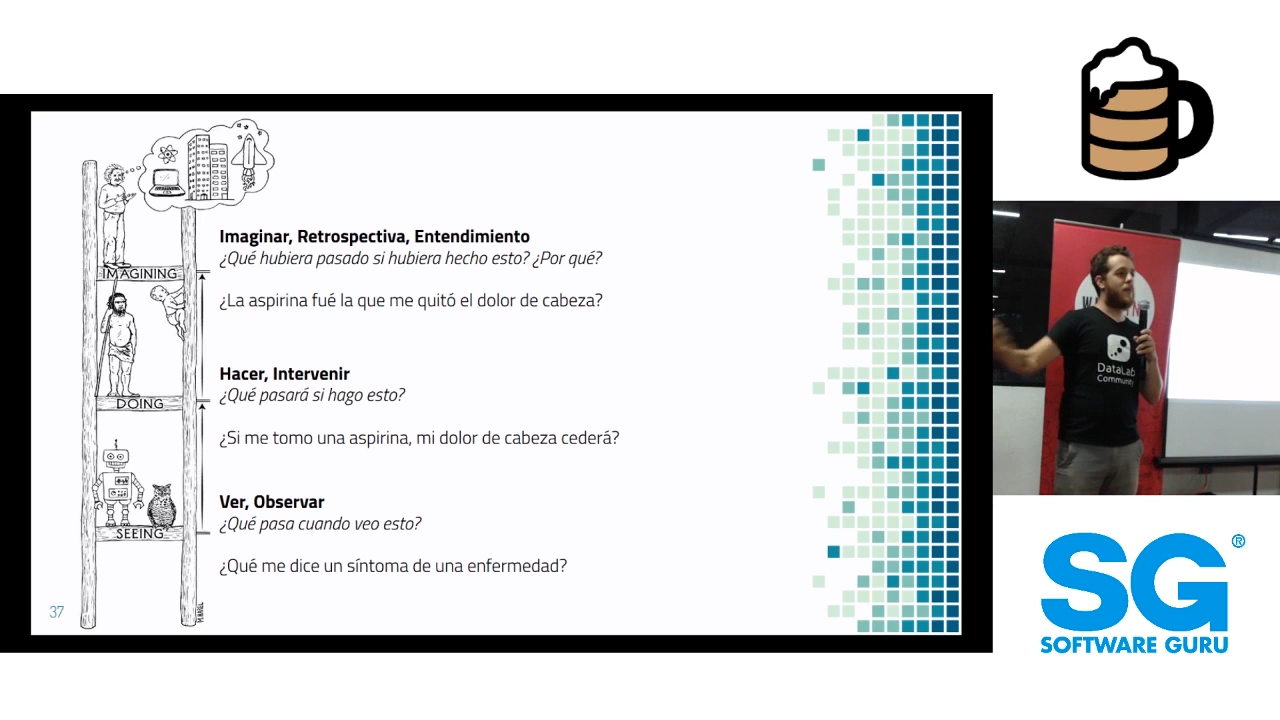 IMAGINING
Imaginar, Retrospectiva, Entendimiento
¿Qué hubiera pasado si hubiera hecho esto? ¿Por qué?
¿La aspirina fué la que me quitó el dolor de cabeza?
DOING
Hacer, Intervenir
¿Qué pasará si hago esto?
¿Si me tomo una aspirina, mi dolor de cabeza cederá?
SEEING
Ver, Observar
¿Qué pasa cuando veo esto?
¿Qué me dice un síntoma de una enfermedad?
37
DataLab
Community
SG®
SOFTWARE GURU